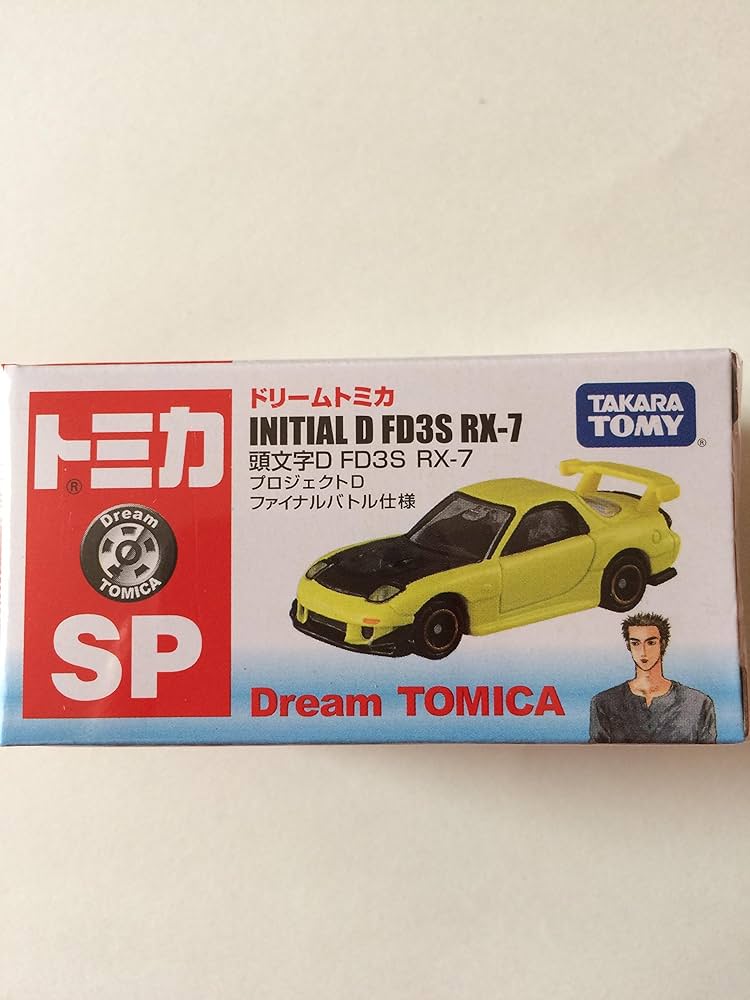 トミカ
®
Dream
TOMICA
SP
ドリームトミカ
INITIAL D FD3S RX-7
頭文字D FD3S RX-7
プロジェクトD
ファイナルバトル仕様
TAKARA
TOMY
®
Dream TOMICA